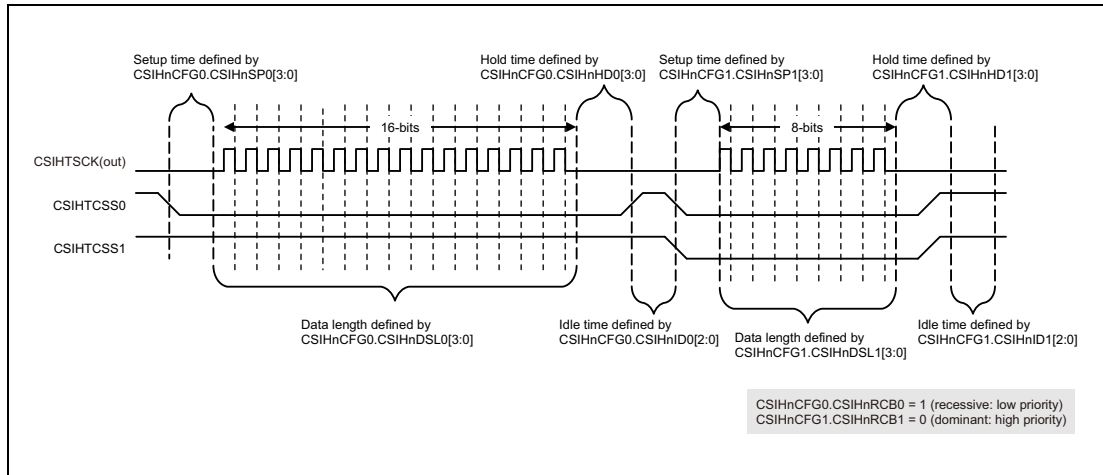 Setup time defined by
CSIHnCFG0.CSIHnSP0[3:0]
Hold time defined by
CSIHnCFG0.CSIHnHD0[3:0]
Setup time defined by
CSIHnCFG1.CSIHnSP1[3:0]
Hold time defined by
CSIHnCFG1.CSIHnHD1[3:0]
16-bits
8-bits
CSIHTSCK(out)
CSIHTCSS0
CSIHTCSS1
Data length defined by
CSIHnCFG0.CSIHnDSL0[3:0]
Idle time defined by
CSIHnCFG0.CSIHnID0[2:0]
Data length defined by
CSIHnCFG1.CSIHnDSL1[3:0]
Idle time defined by
CSIHnCFG1.CSIHnID1[2:0]
CSIHnCFG0.CSIHnRCB0 = 1 (recessive: low priority)
CSIHnCFG1.CSIHnRCB1 = 0 (dominant: high priority)